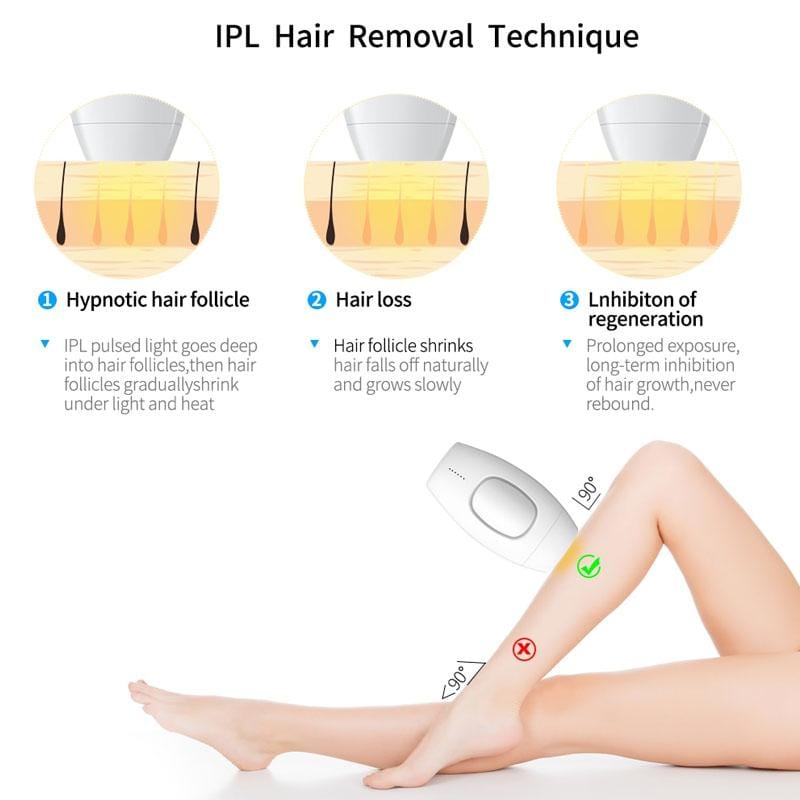 IPL Hair Removal Technique
1 Hypnotic hair follicle
IPL pulsed light goes deep
into hair follicles,then hair
follicles graduallyshrink
under light and heat
2 Hair loss
Hair follicle shrinks
hair falls off naturally
and grows slowly
3 Lnhibiton of
regeneration
Prolonged exposure,
long-term inhibition
of hair growth,never
rebound.
90°
<90°